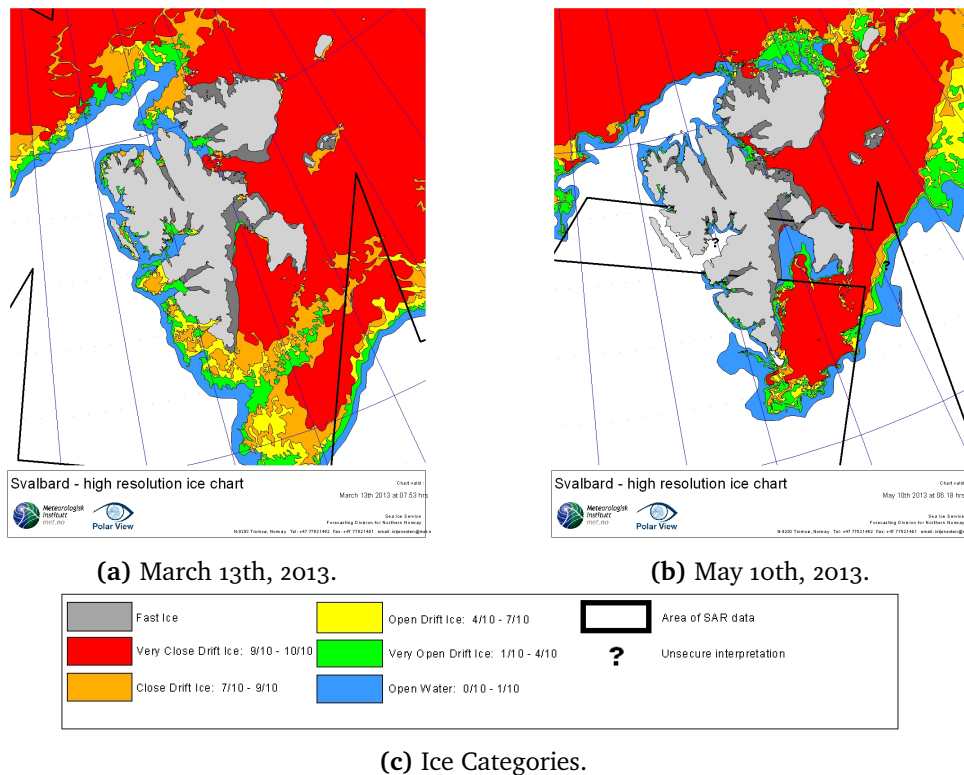 ?
?
Svalbard - high resolution ice chart
Chart valid :
March 13th 2013 at 07.53 hrs
Meteorologisk
Institutt
met.no
Polar View
Sea Ice Service
Forecasting Division for Northern Norway
Svalbard - high resolution ice chart
Chart valid :
May 10th 2013 at 08.18 hrs
Meteorologisk
Institutt
met.no
Polar View
Sea Ice Service
Forecasting Division for Northern Norway
(a) March 13th, 2013.
(b) May 10th, 2013.
Fast Ice
Open Drift Ice: 4/10 - 7/10
Area of SAR data
Very Close Drift Ice: 9/10 - 10/10
Very Open Drift Ice: 1/10 - 4/10
? Unsecure interpretation
Close Drift Ice: 7/10 - 9/10
Open Water: 0/10 - 1/10
(c) Ice Categories.